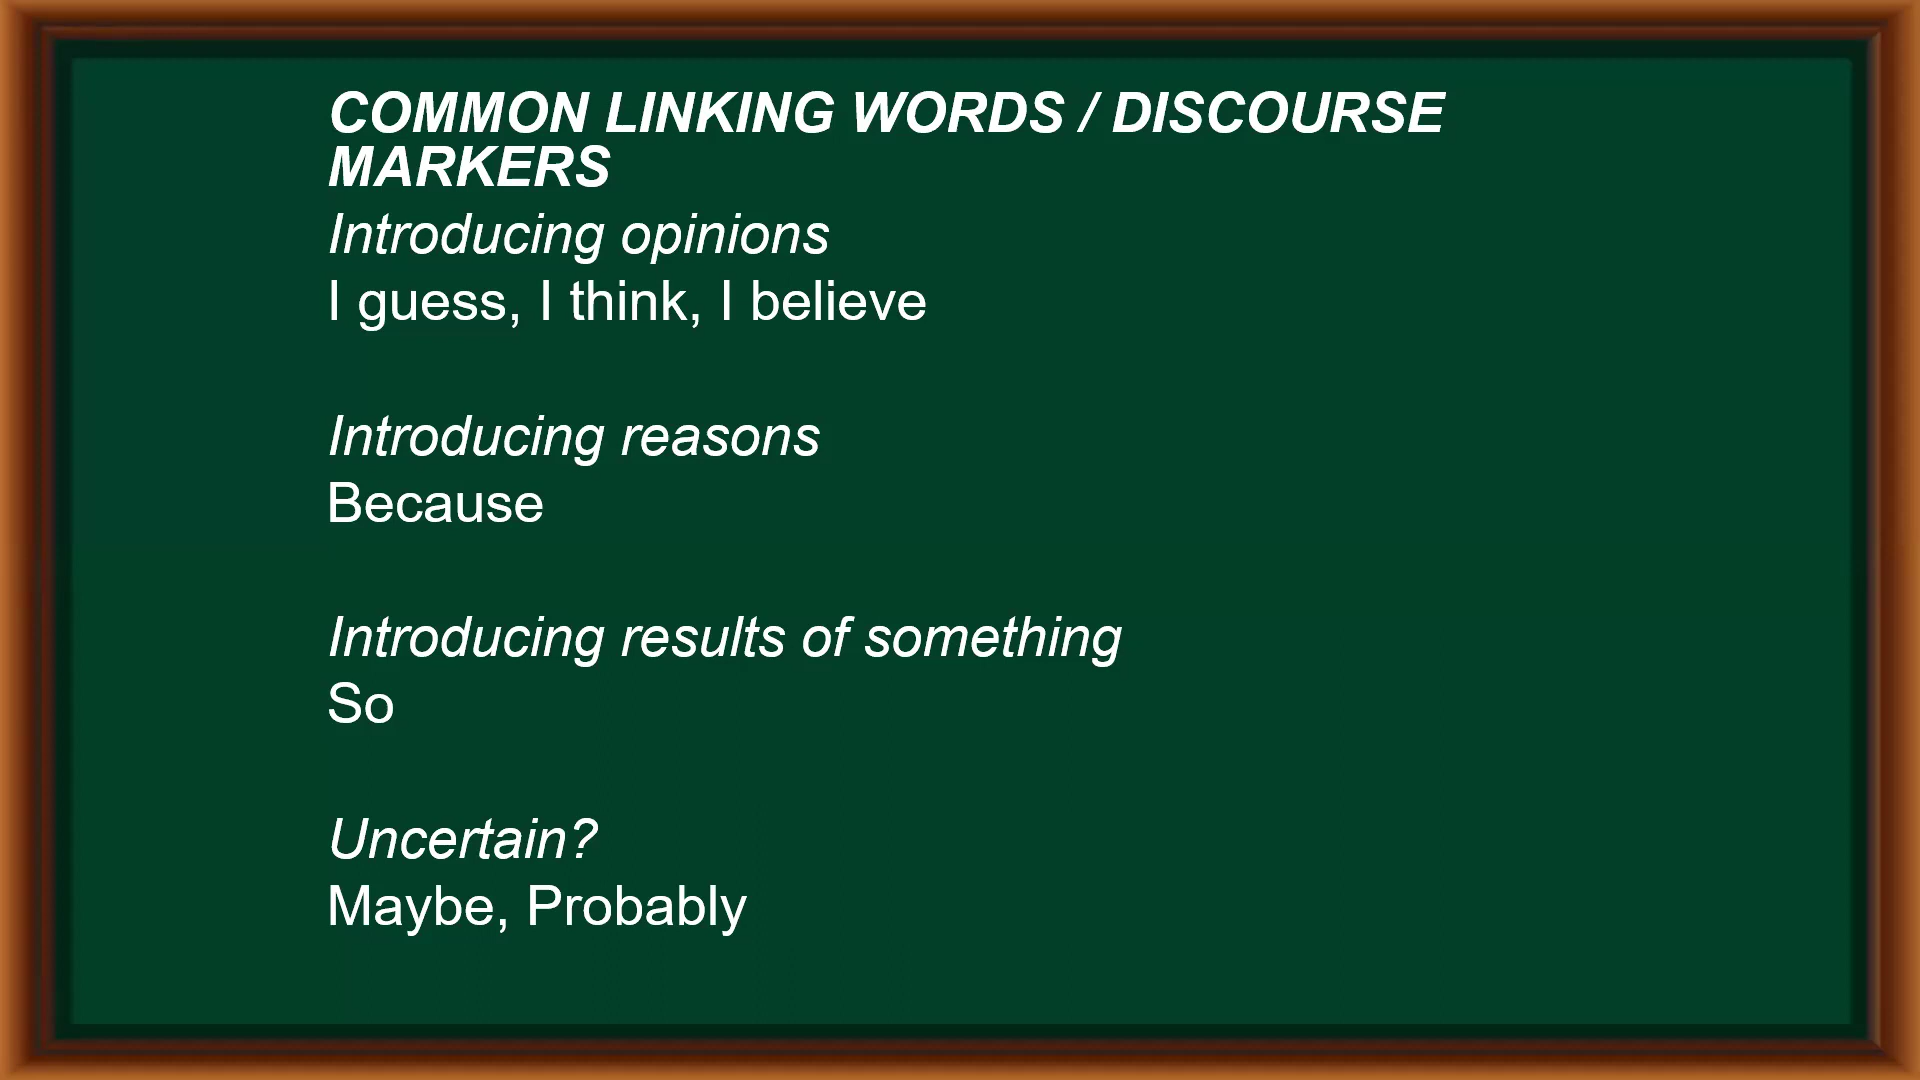 COMMON LINKING WORDS / DISCOURSE
MARKERS
Introducing opinions
I guess, I think, I believe
Introducing reasons
Because
Introducing results of something
So
Uncertain?
Maybe, Probably